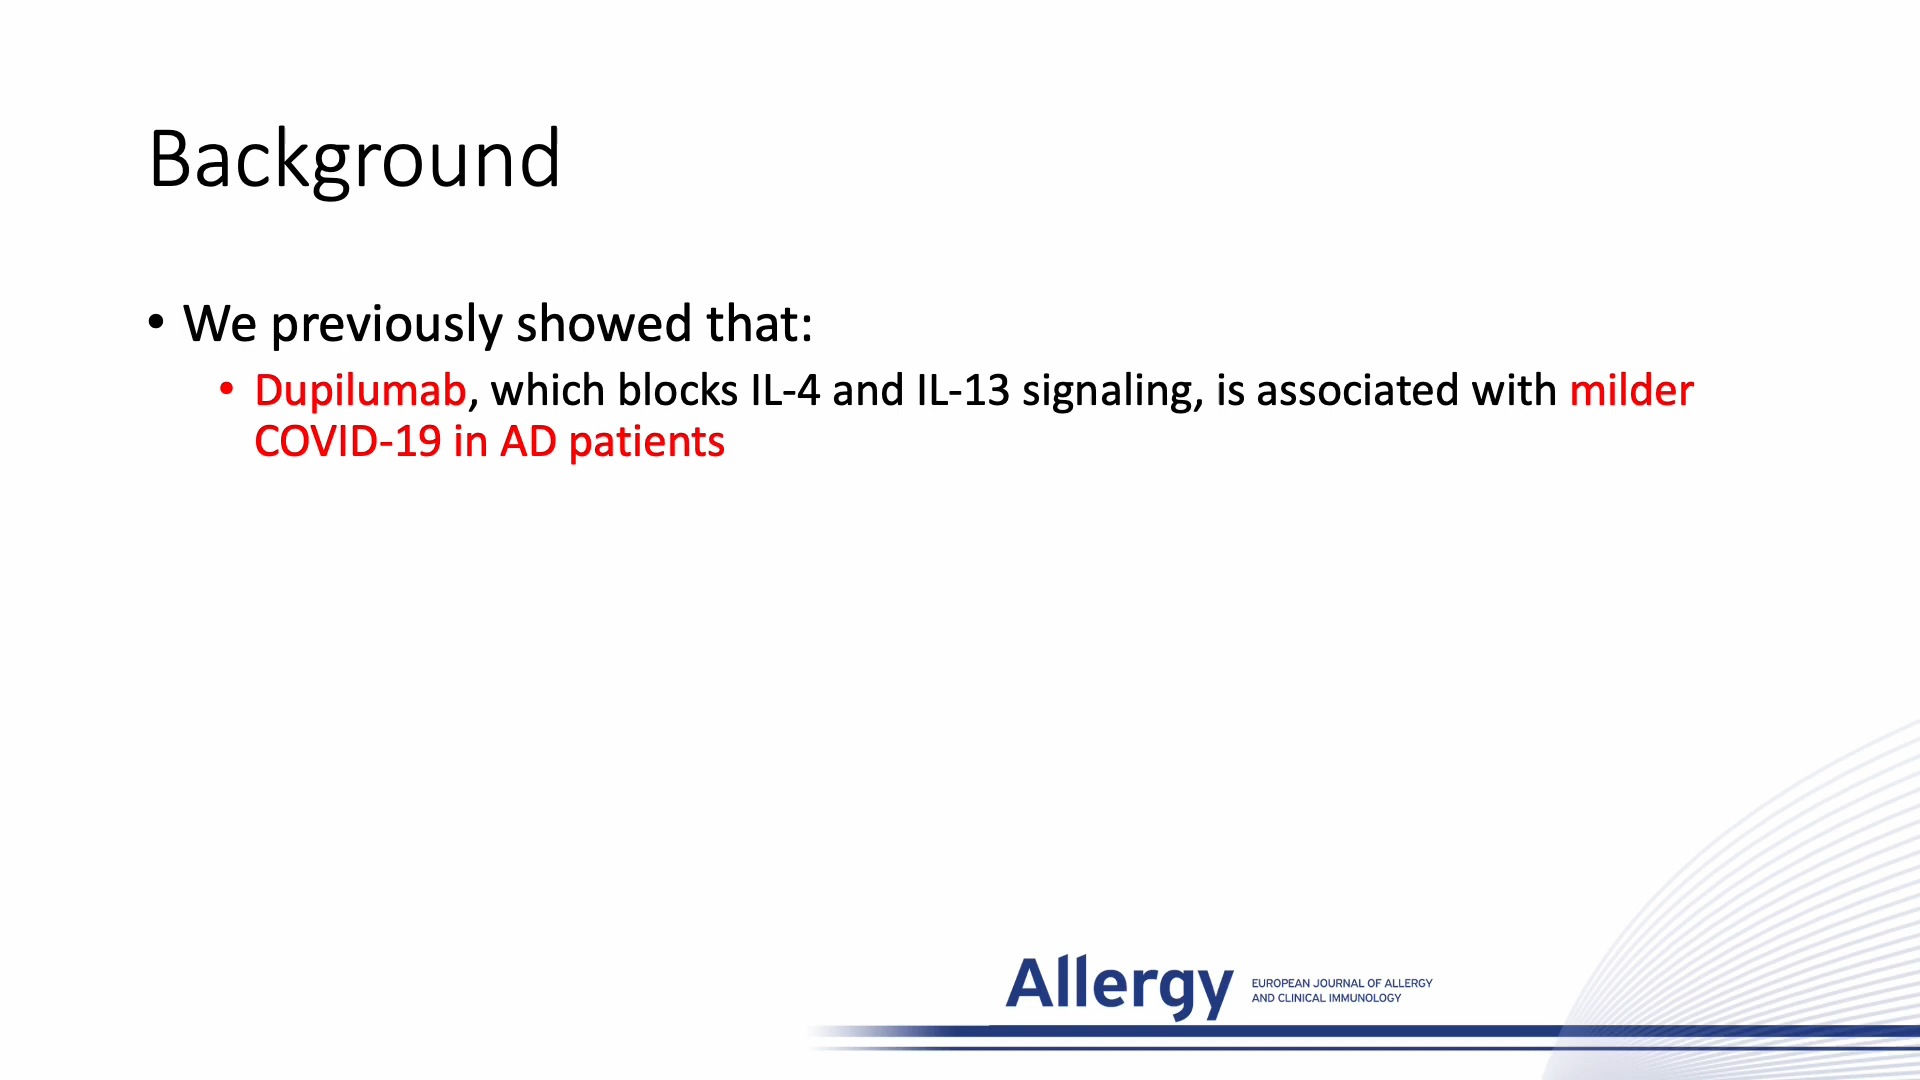 Background
• We previously showed that:
• Dupilumab, which blocks IL-4 and IL-13 signaling, is associated with milder
COVID-19 in AD patients
Allergy
EUROPEAN JOURNAL OF ALLERGY
AND CLINICAL IMMUNOLOGY